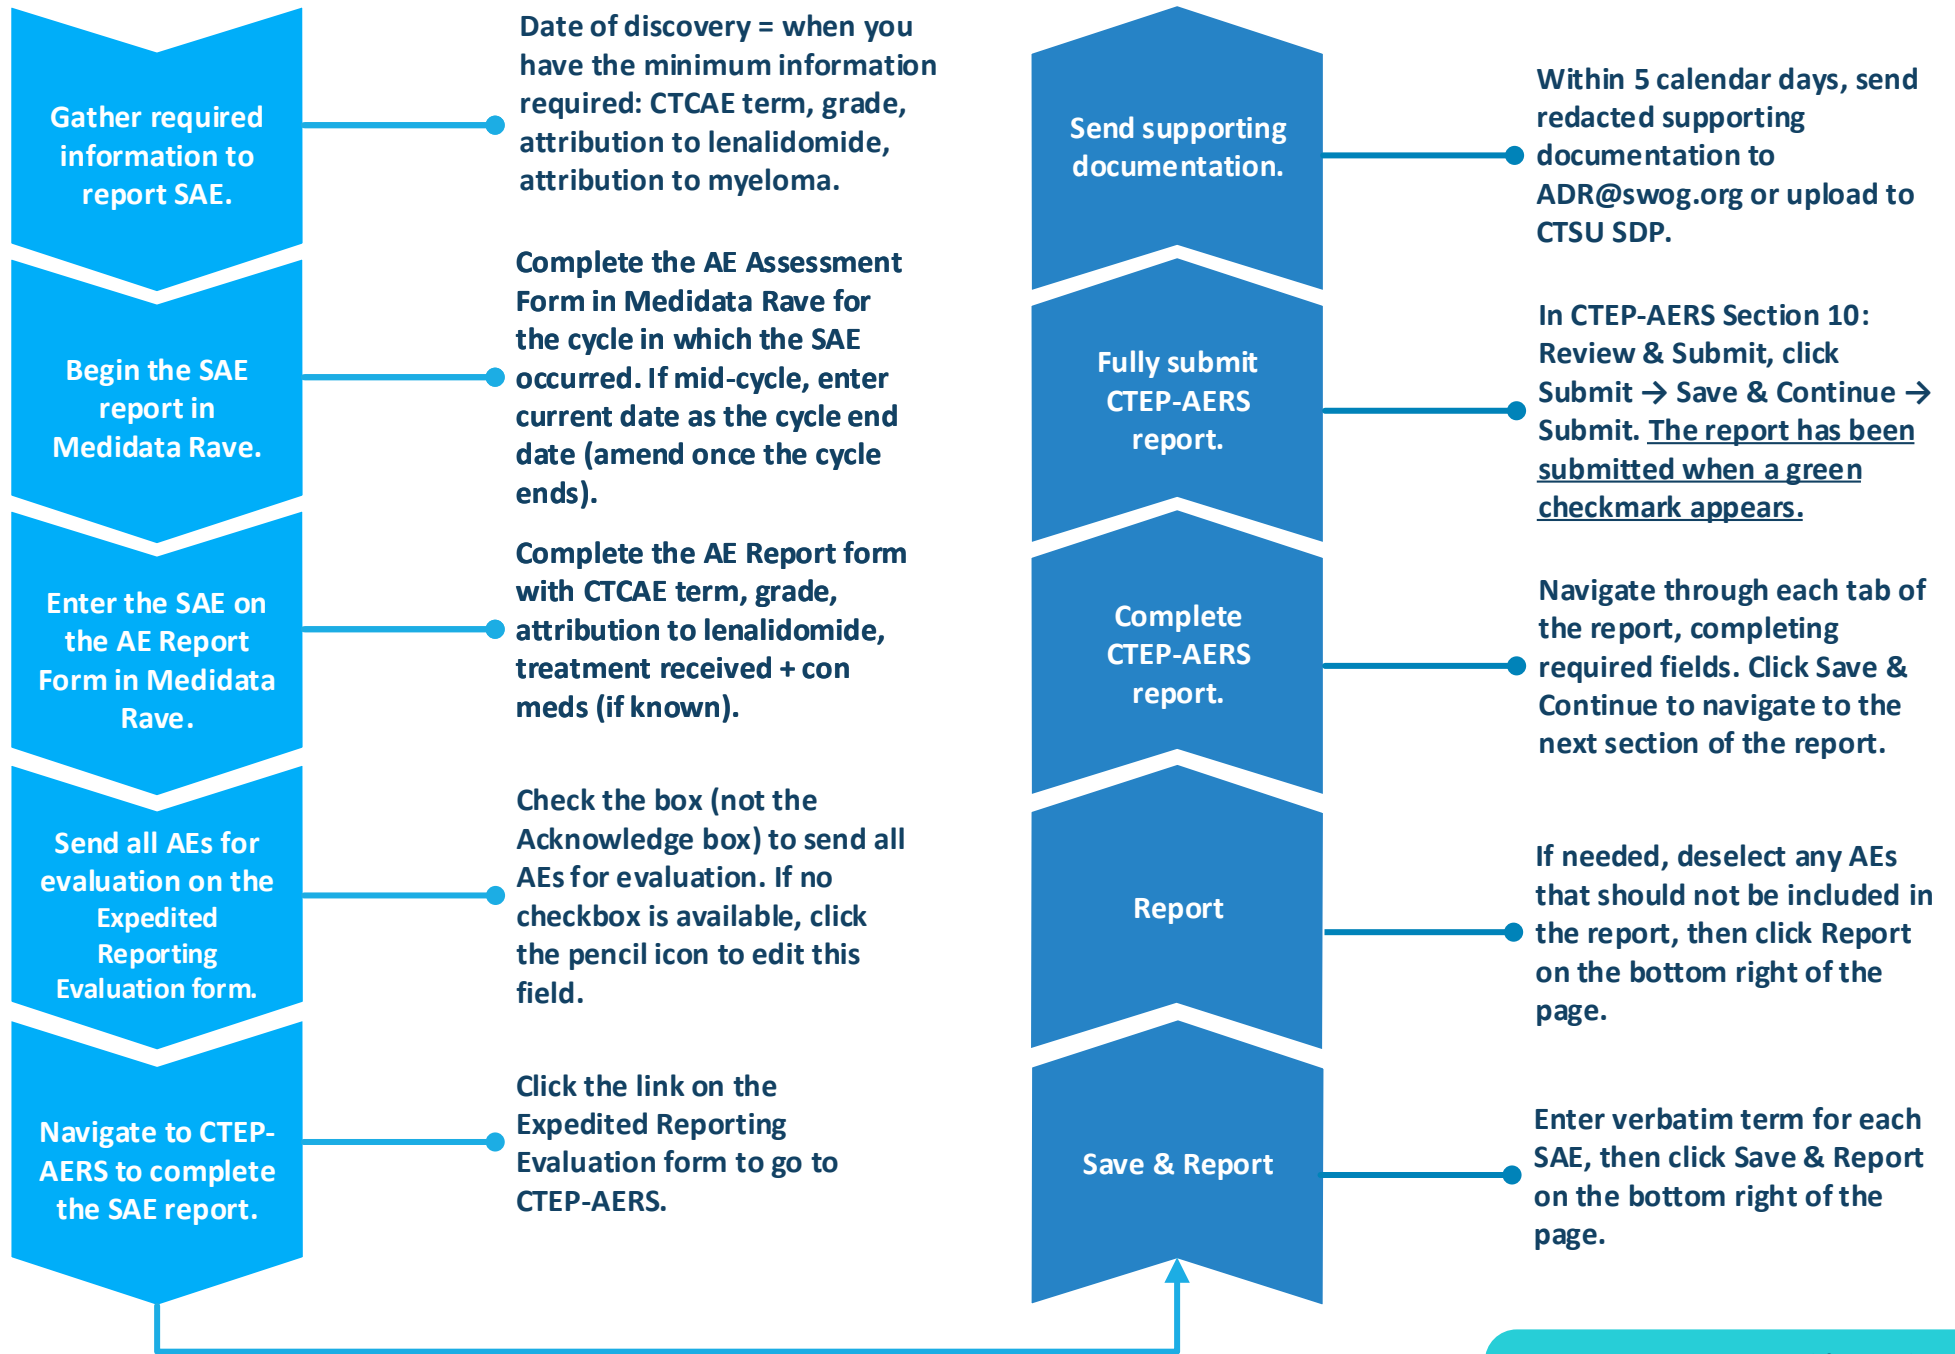 Gather required
information to
report SAE.
Date of discovery = when you
have the minimum information
required: CTCAE term, grade,
attribution to lenalidomide,
attribution to myeloma.
Begin the SAE
report in
Medidata Rave.
Complete the AE Assessment
Form in Medidata Rave for
the cycle in which the SAE
occurred. If mid-cycle, enter
current date as the cycle end
date (amend once the cycle
ends).
Enter the SAE on
the AE Report
Form in Medidata
Rave.
Complete the AE Report form
with CTCAE term, grade,
attribution to lenalidomide,
treatment received + con
meds (if known).
Send all AEs for
evaluation on the
Expedited
Reporting
Evaluation form.
Check the box (not the
Acknowledge box) to send all
AEs for evaluation. If no
checkbox is available, click
the pencil icon to edit this
field.
Navigate to CTEP-
AERS to complete
the SAE report.
Click the link on the
Expedited Reporting
Evaluation form to go to
CTEP-AERS.
Save & Report
Enter verbatim term for each
SAE, then click Save & Report
on the bottom right of the
page.
Report
If needed, deselect any AEs
that should not be included in
the report, then click Report
on the bottom right of the
page.
Complete
CTEP-AERS
report.
Navigate through each tab of
the report, completing
required fields. Click Save &
Continue to navigate to the
next section of the report.
Fully submit
CTEP-AERS
report.
In CTEP-AERS Section 10:
Review & Submit, click
Submit → Save & Continue →
Submit. The report has been
submitted when a green
checkmark appears.
Send supporting
documentation.
Within 5 calendar days, send
redacted supporting
documentation to
ADR@swog.org or upload to
CTSU SDP.